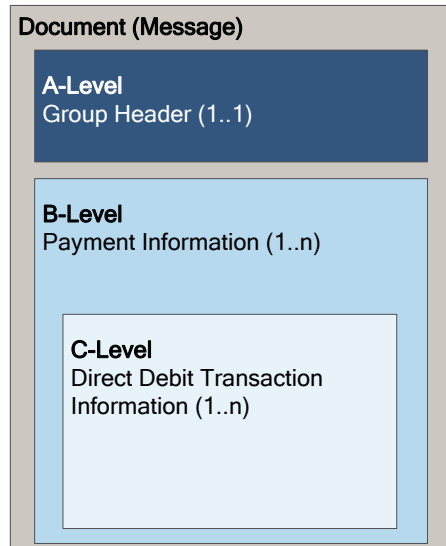 Document (Message)
A-Level
Group Header (1..1)
B-Level
Payment Information (1..n)
C-Level
Direct Debit Transaction
Information (1..n)